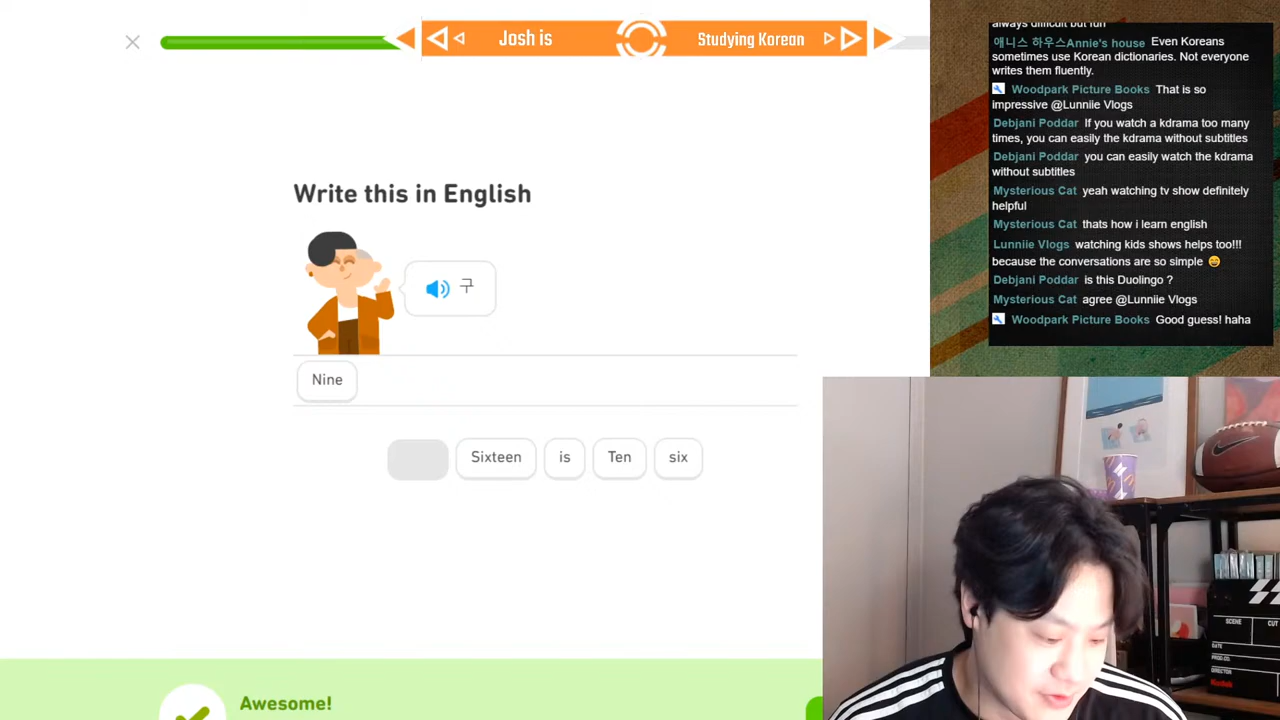 Josh is
Studying Korean
Write this in English
구
Nine
Sixteen
is
Ten
six
Awesome!
always difficult but fun
애니스 하우스Annie's house Even Koreans
sometimes use Korean dictionaries. Not everyone
writes them fluently.
Woodpark Picture Books That is so
impressive @Lunniie Vlogs
Debjani Poddar If you watch a kdrama too many
times, you can easily the kdrama without subtitles
Debjani Poddar you can easily watch the kdrama
without subtitles
Mysterious Cat yeah watching tv show definitely
helpful
Mysterious Cat thats how i learn english
Lunniie Vlogs watching kids shows helps too!!!
because the conversations are so simple 😄
Debjani Poddar is this Duolingo ?
Mysterious Cat agree @Lunniie Vlogs
Woodpark Picture Books Good guess! haha
SCENE
CUT